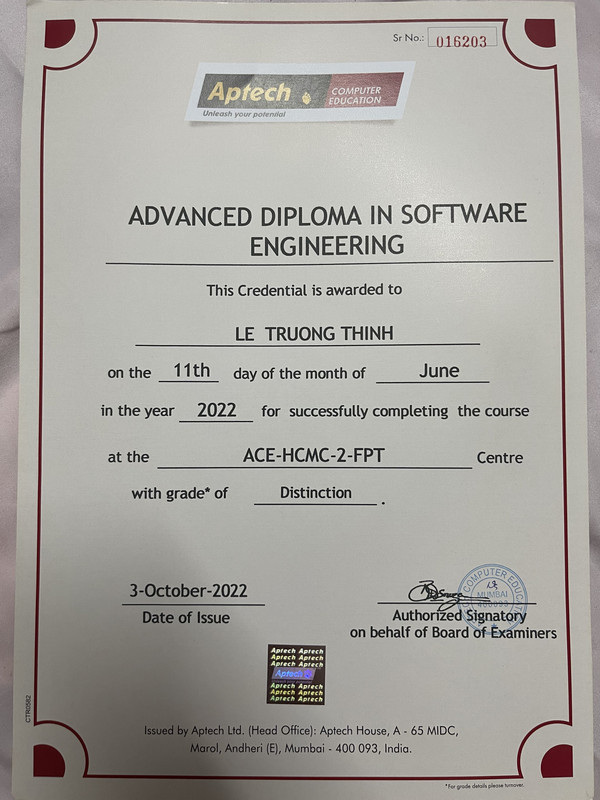 Sr No.: 016203
Aptech COMPUTER EDUCATION
Unleash your potential
ADVANCED DIPLOMA IN SOFTWARE
ENGINEERING
This Credential is awarded to
LE TRUONG THINH
on the 11th day of the month of June
in the year 2022 for successfully completing the course
at the ACE-HCMC-2-FPT Centre
with grade* of Distinction .
3-October-2022
Date of Issue
COMPUTER EDUCATION
MUMBAI
400093
Authorized Signatory
on behalf of Board of Examiners
Aptech Aptech
Aptech Aptech
Aptech Aptech
Aptech
Aptech Aptech
Aptech Aptech
Aptech Aptech
CTR/0582
Issued by Aptech Ltd. (Head Office): Aptech House, A - 65 MIDC,
Marol, Andheri (E), Mumbai - 400 093, India.
*For grade details please turnover.